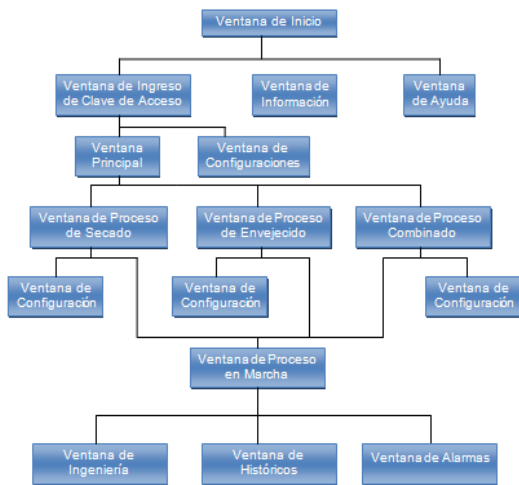 Ventana de Inicio
Ventana de Ingreso
de Clave de Acceso
Ventana de
Información
Ventana
de Ayuda
Ventana
Principal
Ventana de
Configuraciones
Ventana de Proceso
de Secado
Ventana de Proceso
de Envejecido
Ventana de Proceso
Combinado
Ventana de
Configuración
Ventana de
Configuración
Ventana de
Configuración
Ventana de Proceso
en Marcha
Ventana de
Ingeniería
Ventana de
Históricos
Ventana de Alarmas